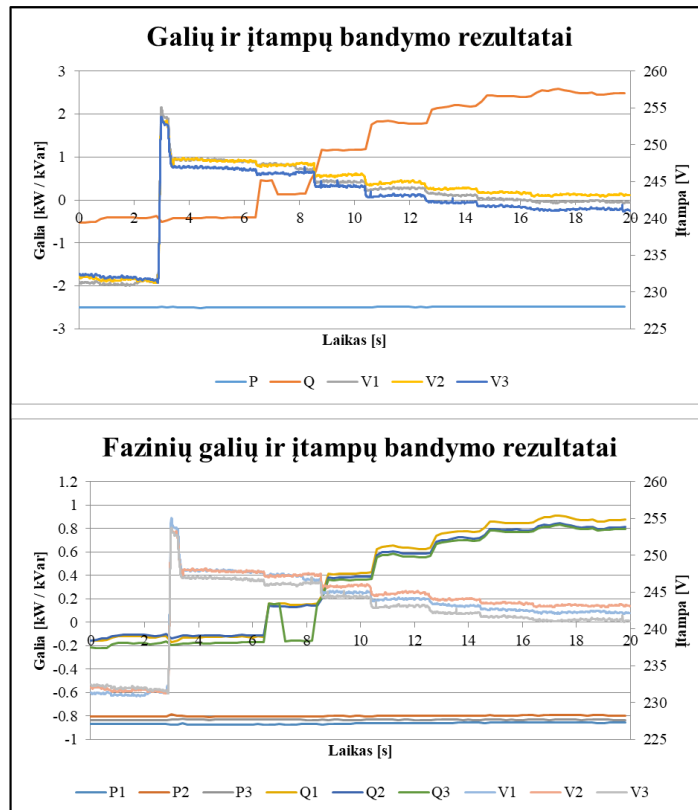 Galių ir įtampų bandymo rezultatai
3
2
1
0
-1
-2
-3
260
255
250
245
240
235
230
225
0 2 4 6 8 10 12 14 16 18 20
Galia [kW / kVar]
Įtampa [V]
Laikas [s]
P Q V1 V2 V3
Fazinių galių ir įtampų bandymo rezultatai
1.2
1
0.8
0.6
0.4
0.2
0
-0.2
-0.4
-0.6
-0.8
-1
260
255
250
245
240
235
230
225
0 2 4 6 8 10 12 14 16 18 20
Galia [kW / kVar]
Įtampa [V]
Laikas [s]
P1 P2 P3 Q1 Q2 Q3 V1 V2 V3